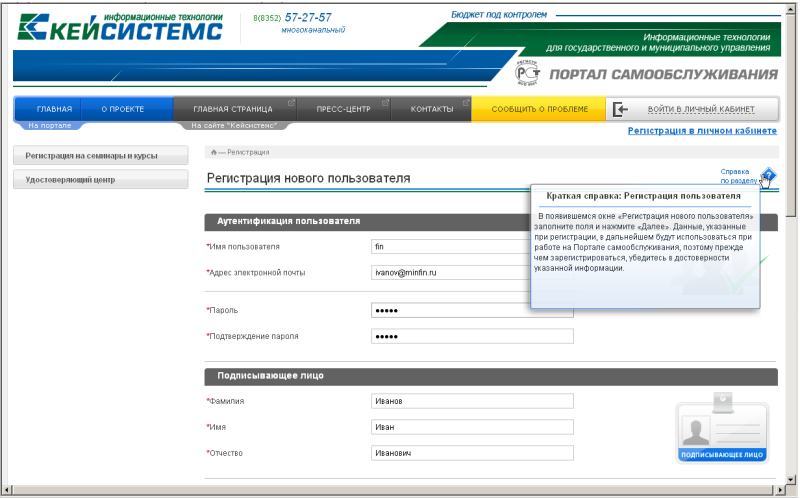 КЕЙСИСТЕМС
информационные технологии
8(8352) 57-27-57
многоканальный
Бюджет под контролем
Информационные технологии
для государственного и муниципального управления
РСТ
ПОРТАЛ САМООБСЛУЖИВАНИЯ
ГЛАВНАЯ О ПРОЕКТЕ ГЛАВНАЯ СТРАНИЦА ПРЕСС-ЦЕНТР КОНТАКТЫ СООБЩИТЬ О ПРОБЛЕМЕ ВОЙТИ В ЛИЧНЫЙ КАБИНЕТ
На портале На сайте "Кейсистемс"
Регистрация в личном кабинете
Регистрация на семинары и курсы
Удостоверяющий центр
— Регистрация
Регистрация нового пользователя
Справка
по разделу
?
Краткая справка: Регистрация пользователя
В появившемся окне «Регистрация нового пользователя»
заполните поля и нажмите «Далее». Данные, указанные
при регистрации, в дальнейшем будут использоваться при
работе на Портале самообслуживания, поэтому прежде
чем зарегистрироваться, убедитесь в достоверности
указанной информации.
Аутентификация пользователя
*Имя пользователя fin
*Адрес электронной почты ivanov@minfin.ru
*Пароль •••••
*Подтверждение пароля •••••
Подписывающее лицо
*Фамилия Иванов
*Имя Иван
*Отчество Иванович
ПОДПИСЫВАЮЩЕЕ ЛИЦО